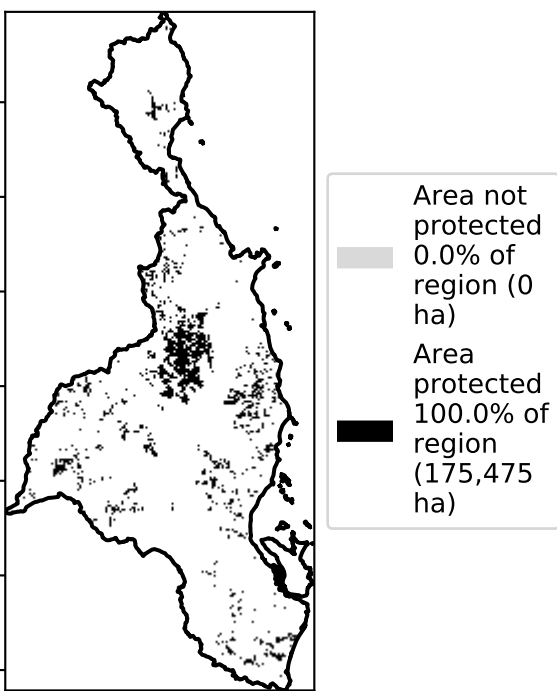 Area not
protected
0.0% of
region (0
ha)
Area
protected
100.0% of
region
(175,475
ha)